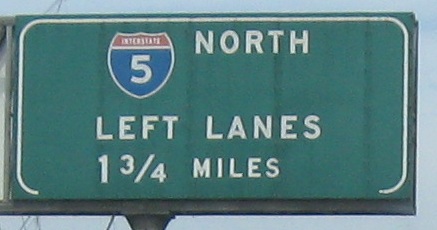 INTERSTATE
5 NORTH
LEFT LANES
1 3/4 MILES